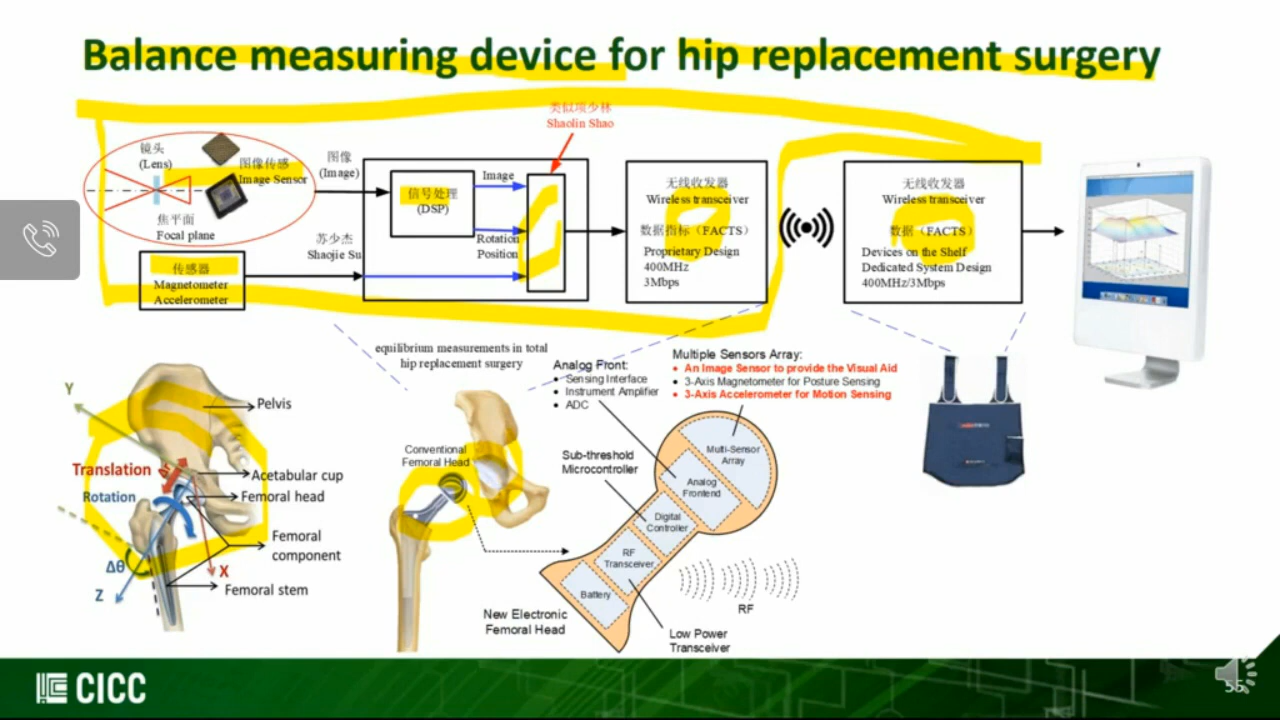 Balance measuring device for hip replacement surgery
类似项少林
Shaolin Shao
镜头
(Lens)
图像传感
Image Sensor
焦平面
Focal plane
图像
(Image)
信号处理
(DSP)
Image
Rotation
Position
苏少杰
Shaojie Su
传感器
Magnetometer
Accelerometer
无线收发器
Wireless transceiver
数据指标（FACTS）
Proprietary Design
400MHz
3Mbps
无线收发器
Wireless transceiver
数据（FACTS）
Devices on the Shelf
Dedicated System Design
400MHz/3Mbps
equilibrium measurements in total
hip replacement surgery
Analog Front:
• Sensing Interface
• Instrument Amplifier
• ADC
Multiple Sensors Array:
• An Image Sensor to provide the Visual Aid
• 3-Axis Magnetometer for Posture Sensing
• 3-Axis Accelerometer for Motion Sensing
Y
Pelvis
Translation
Rotation
Acetabular cup
Femoral head
Femoral
component
Δθ
X
Z
Femoral stem
Conventional
Femoral Head
Sub-threshold
Microcontroller
Multi-Sensor
Array
Analog
Frontend
Digital
Controller
RF
Transceiver
Battery
RF
New Electronic
Femoral Head
Low Power
Transceiver
CICC
55